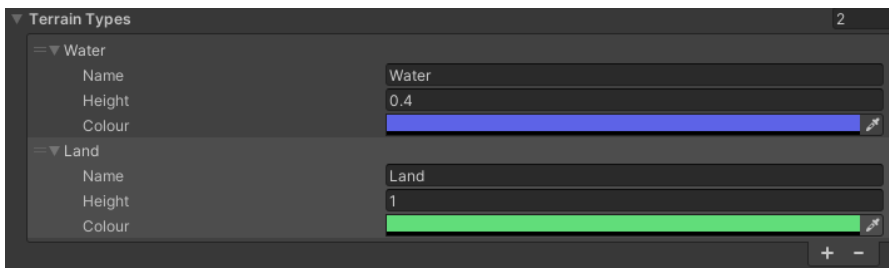 Terrain Types 2
Water
Name Water
Height 0.4
Colour
Land
Name Land
Height 1
Colour
+ -